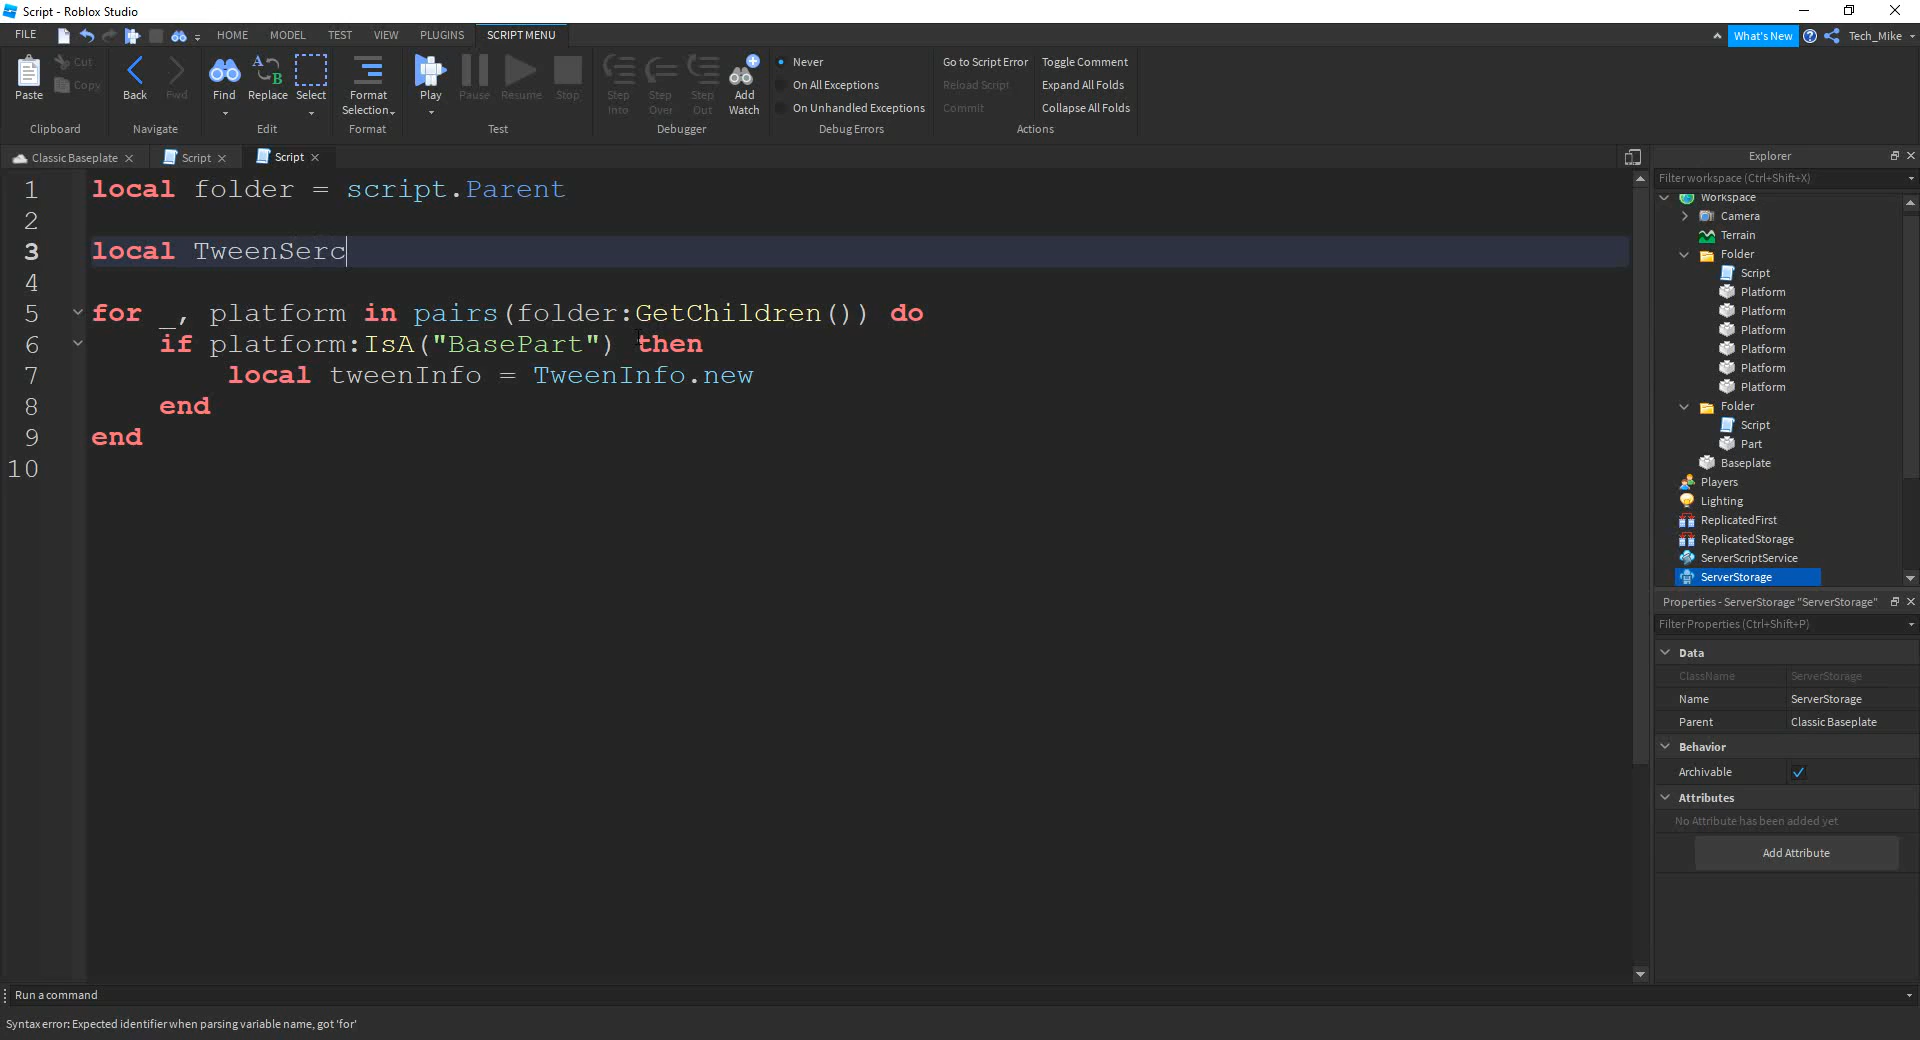 Script - Roblox Studio
FILE HOME MODEL TEST VIEW PLUGINS SCRIPT MENU What's New Tech_Mike
Paste Cut Copy Clipboard
Back Fwd Navigate
Find Replace Select Edit
Format Selection Format
Play Pause Resume Stop Test
Step Into Step Over Step Out Add Watch Debugger
Never
On All Exceptions
On Unhandled Exceptions
Debug Errors
Go to Script Error Toggle Comment
Reload Script Expand All Folds
Commit Collapse All Folds
Actions
Classic Baseplate Script Script
1 local folder = script.Parent
2
3 local TweenSerc
4
5 for _, platform in pairs(folder:GetChildren()) do
6 if platform:IsA("BasePart") then
7 local tweenInfo = TweenInfo.new
8 end
9 end
10
Explorer
Filter workspace (Ctrl+Shift+X)
Workspace
Camera
Terrain
Folder
Script
Platform
Platform
Platform
Platform
Platform
Platform
Folder
Script
Part
Baseplate
Players
Lighting
ReplicatedFirst
ReplicatedStorage
ServerScriptService
ServerStorage
Properties - ServerStorage "ServerStorage"
Filter Properties (Ctrl+Shift+P)
Data
ClassName ServerStorage
Name ServerStorage
Parent Classic Baseplate
Behavior
Archivable
Attributes
No Attribute has been added yet
Add Attribute
Run a command
Syntax error: Expected identifier when parsing variable name, got 'for'